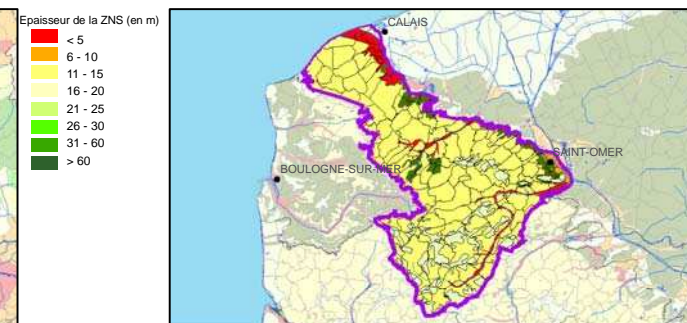 Epaisseur de la ZNS (en m)
< 5
6 - 10
11 - 15
16 - 20
21 - 25
26 - 30
31 - 60
> 60
CALAIS
SAINT-OMER
BOULOGNE-SUR-MER